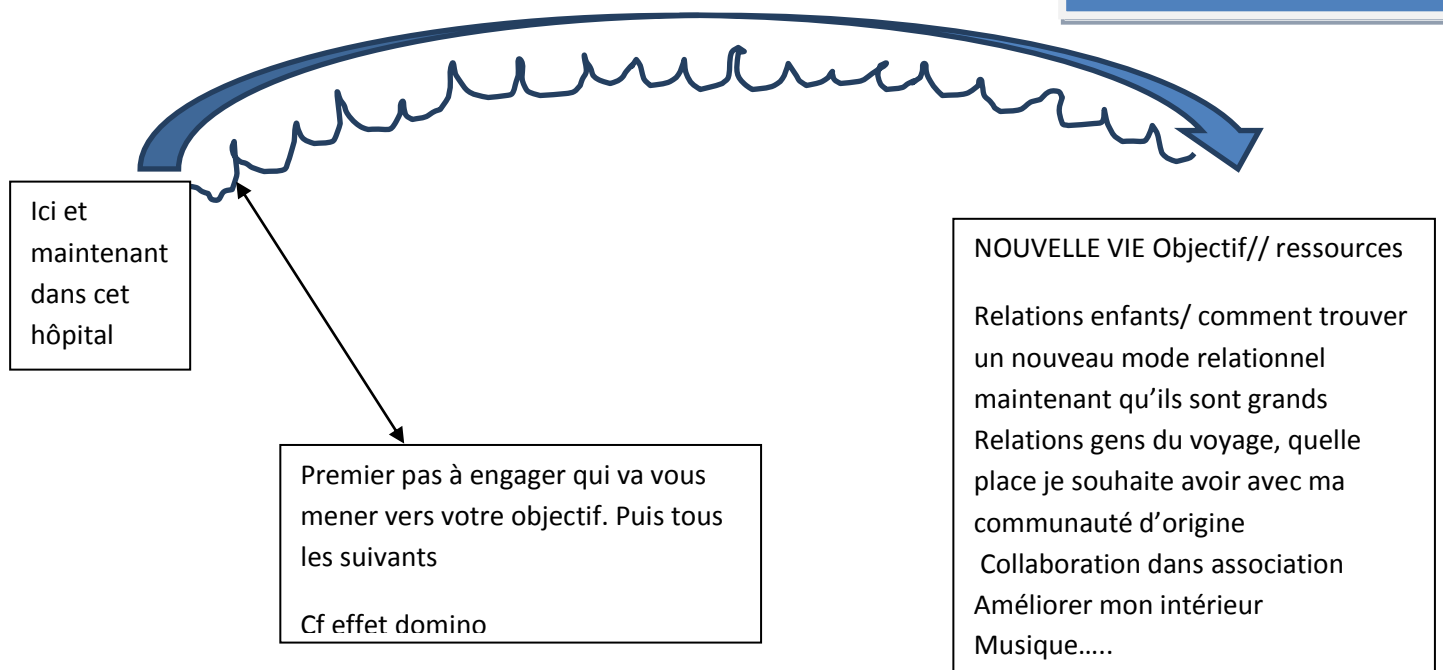 Ici et
maintenant
dans cet
hôpital
Premier pas à engager qui va vous
mener vers votre objectif. Puis tous
les suivants
Cf effet domino
NOUVELLE VIE Objectif// ressources
Relations enfants/ comment trouver
un nouveau mode relationnel
maintenant qu’ils sont grands
Relations gens du voyage, quelle
place je souhaite avoir avec ma
communauté d’origine
Collaboration dans association
Améliorer mon intérieur
Musique…..